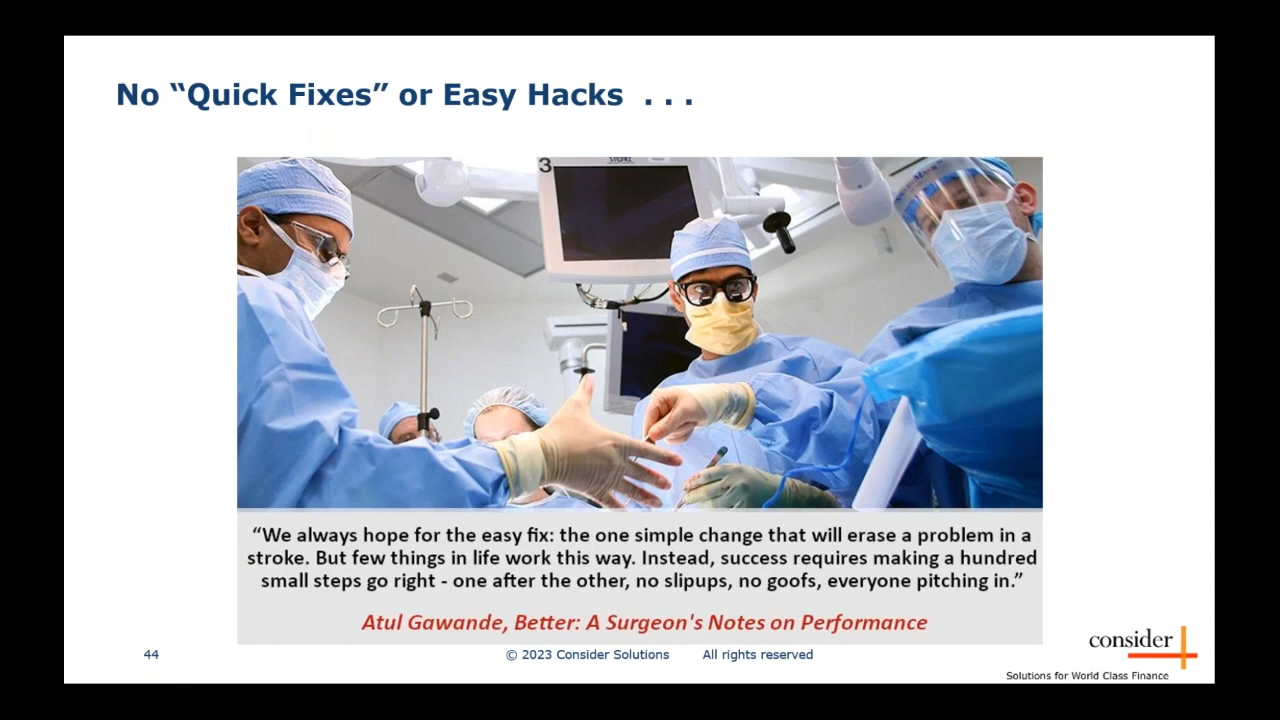 No “Quick Fixes” or Easy Hacks . . .
3
STORZ
“We always hope for the easy fix: the one simple change that will erase a problem in a
stroke. But few things in life work this way. Instead, success requires making a hundred
small steps go right - one after the other, no slipups, no goofs, everyone pitching in.”
Atul Gawande, Better: A Surgeon's Notes on Performance
44
© 2023 Consider Solutions
All rights reserved
consider
Solutions for World Class Finance